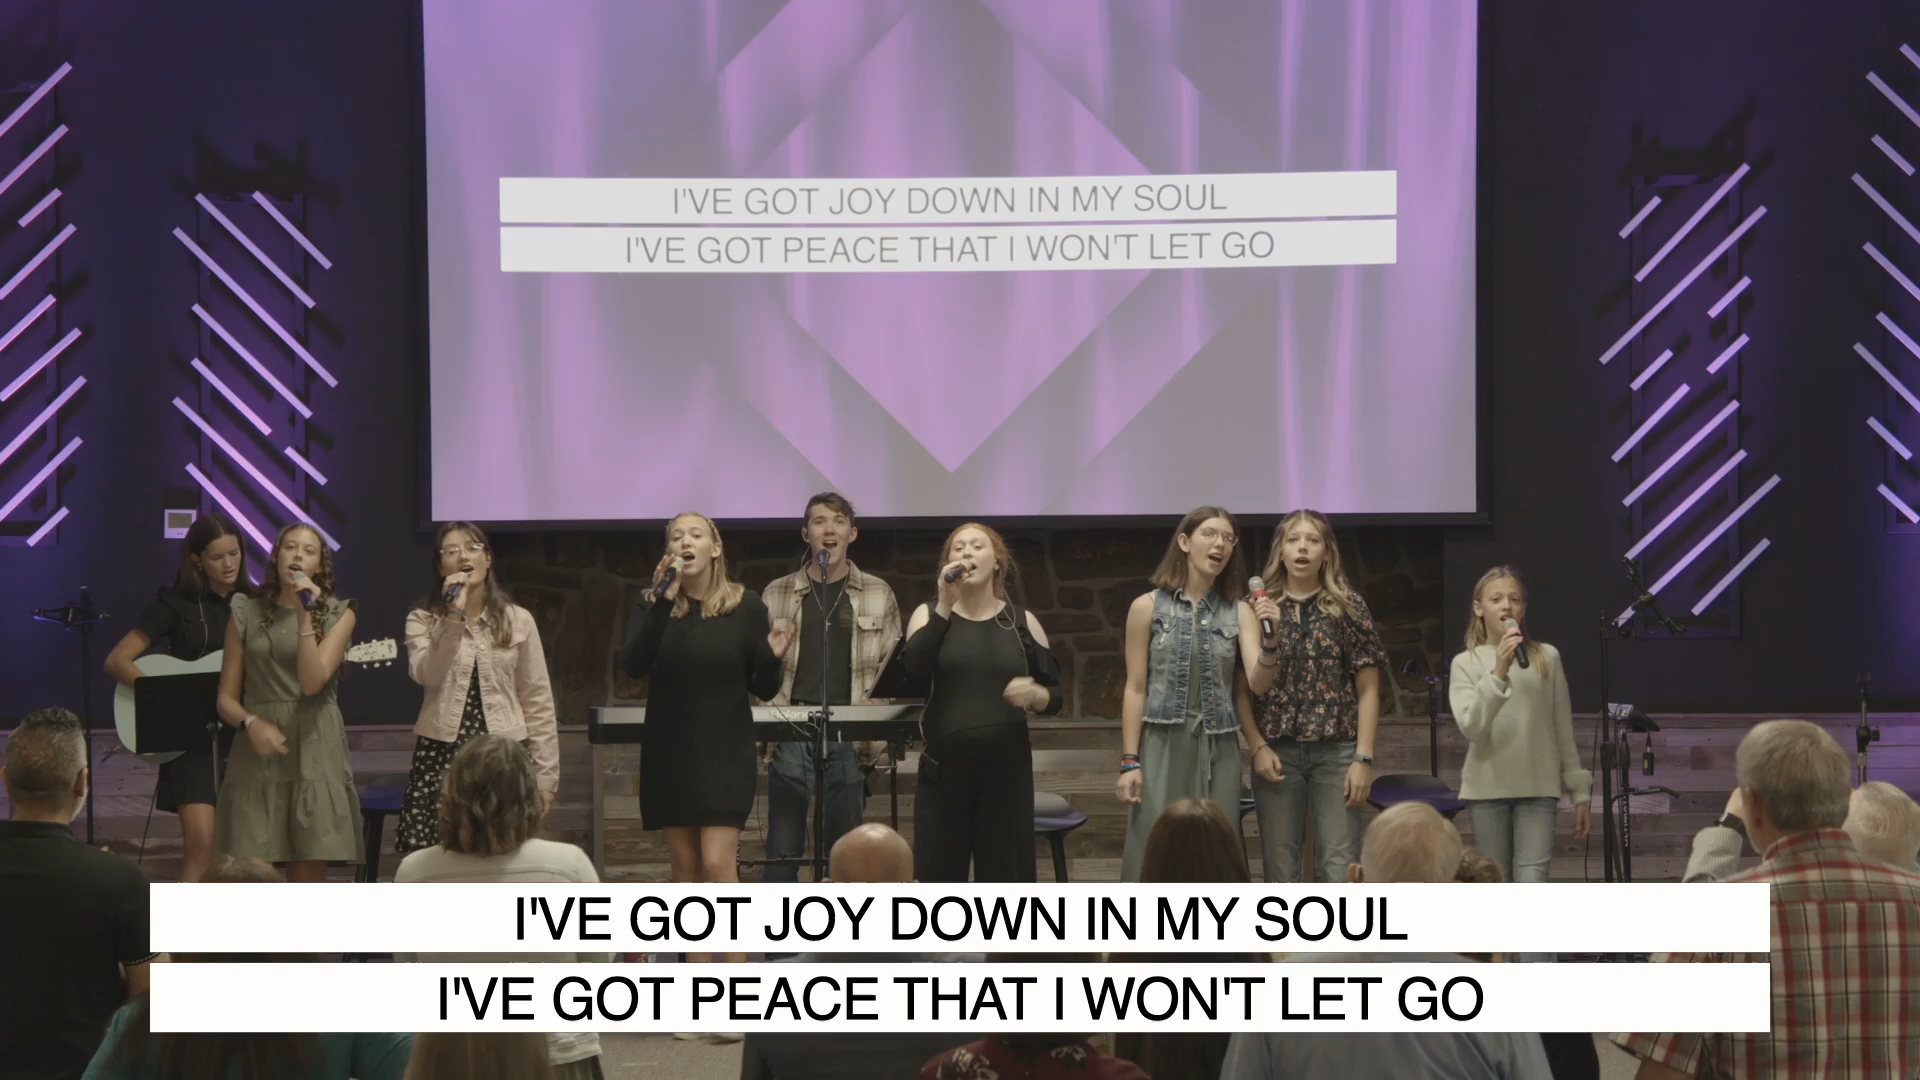 I'VE GOT JOY DOWN IN MY SOUL
I'VE GOT PEACE THAT I WON'T LET GO
Roland
I'VE GOT JOY DOWN IN MY SOUL
I'VE GOT PEACE THAT I WON'T LET GO